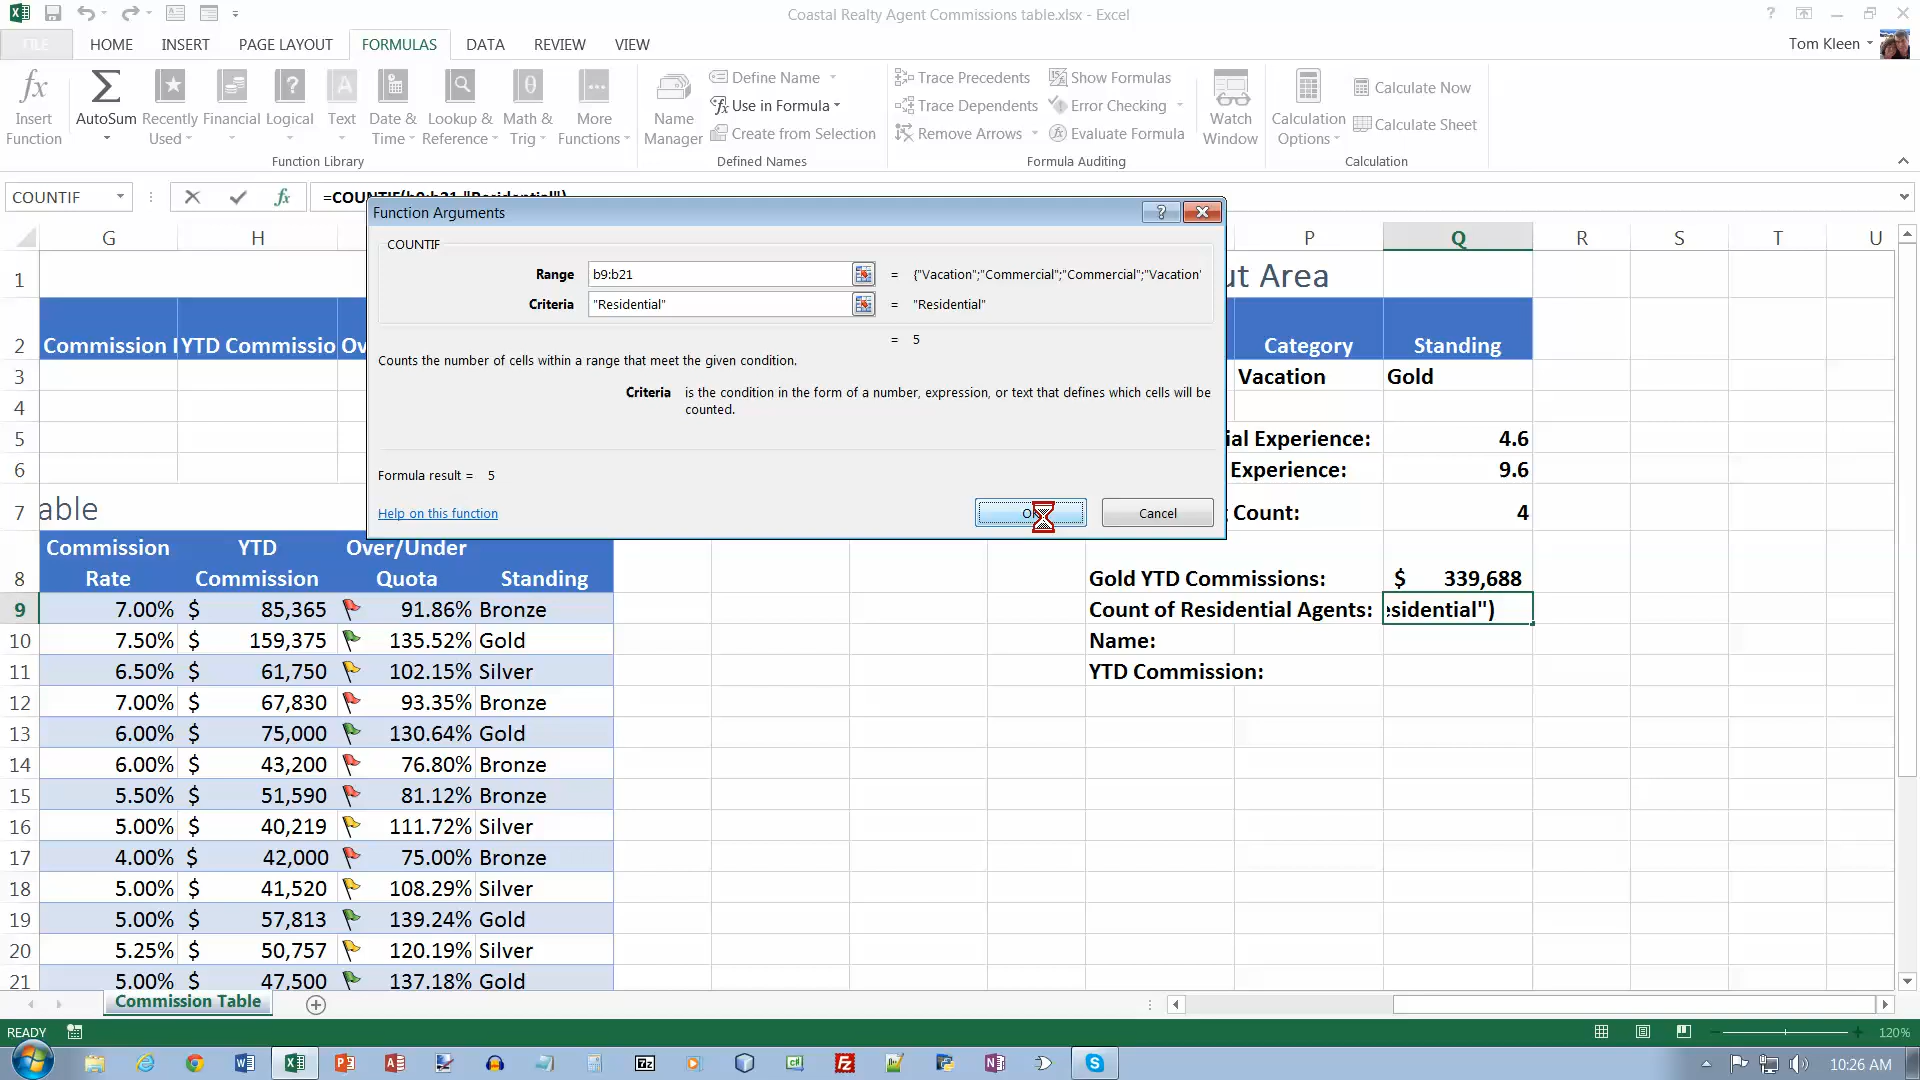 Coastal Realty Agent Commissions table.xlsx - Excel
FILE HOME INSERT PAGE LAYOUT FORMULAS DATA REVIEW VIEW Tom Kleen
Insert Function
AutoSum
Recently Used
Financial
Logical
Text
Date & Time
Lookup & Reference
Math & Trig
More Functions
Function Library
Name Manager
Define Name
Use in Formula
Create from Selection
Defined Names
Trace Precedents
Trace Dependents
Remove Arrows
Show Formulas
Error Checking
Evaluate Formula
Formula Auditing
Watch Window
Calculation Options
Calculate Now
Calculate Sheet
Calculation
COUNTIF fx =COUNTIF(b9:b21,"Residential")
Function Arguments
COUNTIF
Range b9:b21 = {"Vacation";"Commercial";"Commercial";"Vacation"
Criteria "Residential" = "Residential"
= 5
Counts the number of cells within a range that meet the given condition.
Criteria is the condition in the form of a number, expression, or text that defines which cells will be
counted.
Formula result = 5
Help on this function
OK Cancel
G H P Q R S T U
1 ut Area
2 Commission YTD Commissio Ov Category Standing
3 Vacation Gold
4
5 ial Experience: 4.6
6 Experience: 9.6
7 able Count: 4
Commission YTD Over/Under
8 Rate Commission Quota Standing Gold YTD Commissions: $ 339,688
9 7.00% $ 85,365 91.86% Bronze Count of Residential Agents: esidential")
10 7.50% $ 159,375 135.52% Gold Name:
11 6.50% $ 61,750 102.15% Silver YTD Commission:
12 7.00% $ 67,830 93.35% Bronze
13 6.00% $ 75,000 130.64% Gold
14 6.00% $ 43,200 76.80% Bronze
15 5.50% $ 51,590 81.12% Bronze
16 5.00% $ 40,219 111.72% Silver
17 4.00% $ 42,000 75.00% Bronze
18 5.00% $ 41,520 108.29% Silver
19 5.00% $ 57,813 139.24% Gold
20 5.25% $ 50,757 120.19% Silver
21 5.00% $ 47,500 137.18% Gold
Commission Table
READY 120%
10:26 AM